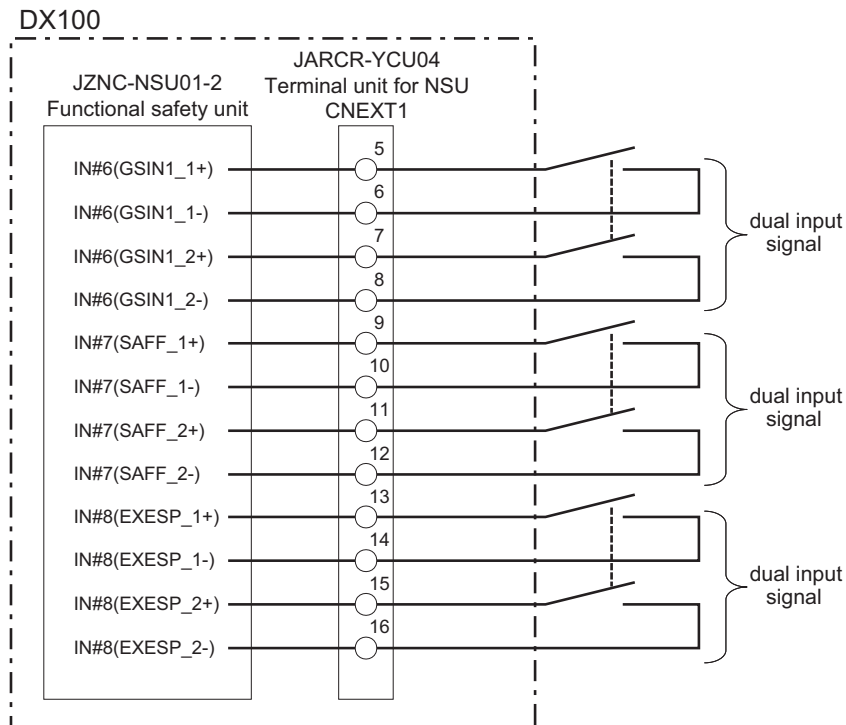 DX100
JZNC-NSU01-2
Functional safety unit
JARCR-YCU04
Terminal unit for NSU
CNEXT1
IN#6(GSIN1_1+)
5
IN#6(GSIN1_1-)
6
IN#6(GSIN1_2+)
7
IN#6(GSIN1_2-)
8
dual input
signal
IN#7(SAFF_1+)
9
IN#7(SAFF_1-)
10
IN#7(SAFF_2+)
11
IN#7(SAFF_2-)
12
dual input
signal
IN#8(EXESP_1+)
13
IN#8(EXESP_1-)
14
IN#8(EXESP_2+)
15
IN#8(EXESP_2-)
16
dual input
signal